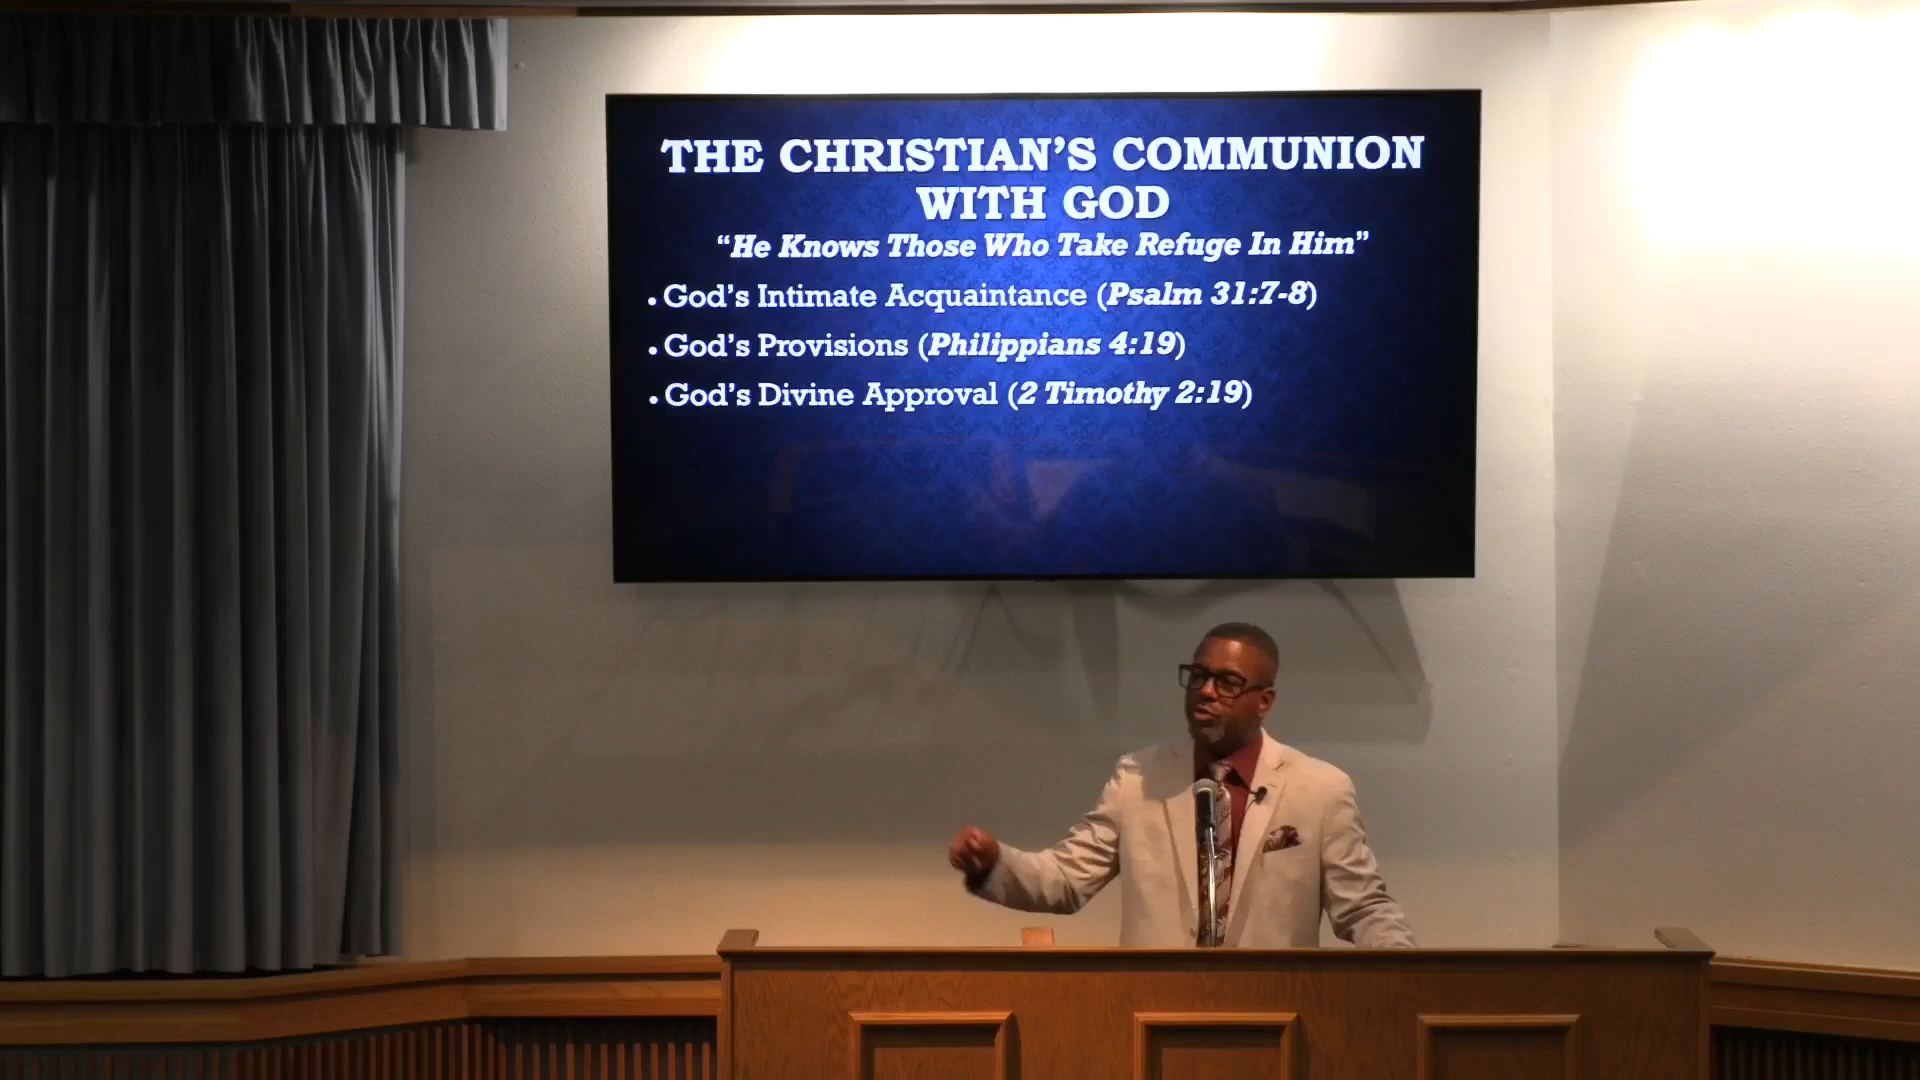 THE CHRISTIAN’S COMMUNION
WITH GOD
“He Knows Those Who Take Refuge In Him”
• God’s Intimate Acquaintance (Psalm 31:7-8)
• God’s Provisions (Philippians 4:19)
• God’s Divine Approval (2 Timothy 2:19)